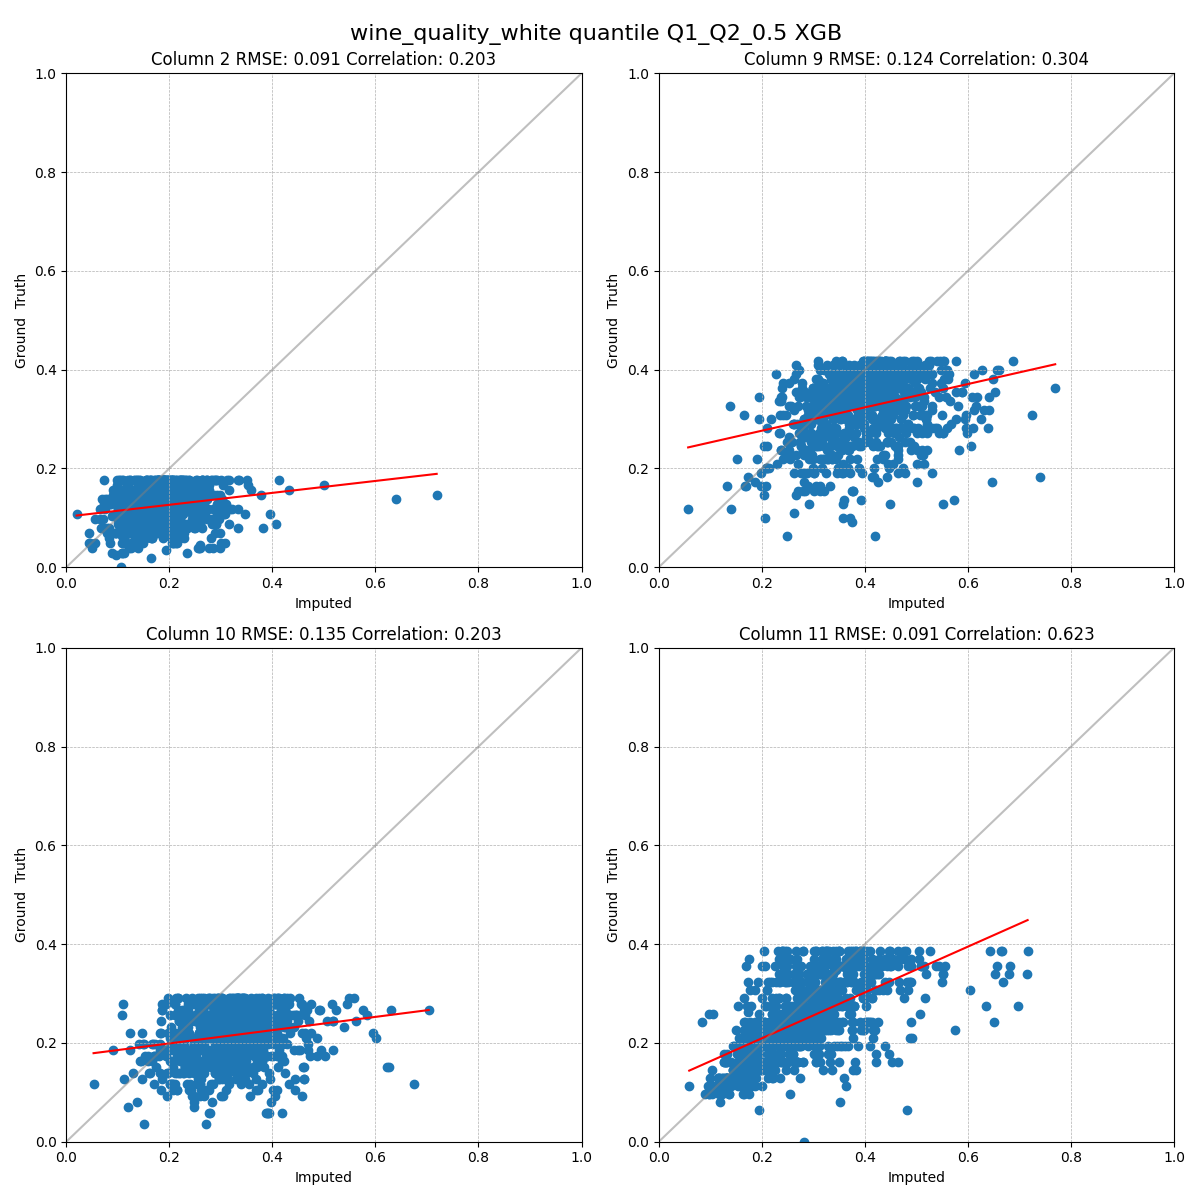 wine_quality_white quantile Q1_Q2_0.5 XGB
Column 2 RMSE: 0.091 Correlation: 0.203
Column 9 RMSE: 0.124 Correlation: 0.304
1.0
0.8
0.6
0.4
0.2
0.0
Ground Truth
0.0 0.2 0.4 0.6 0.8 1.0
Imputed
1.0
0.8
0.6
0.4
0.2
0.0
Ground Truth
0.0 0.2 0.4 0.6 0.8 1.0
Imputed
Column 10 RMSE: 0.135 Correlation: 0.203
Column 11 RMSE: 0.091 Correlation: 0.623
1.0
0.8
0.6
0.4
0.2
0.0
Ground Truth
0.0 0.2 0.4 0.6 0.8 1.0
Imputed
1.0
0.8
0.6
0.4
0.2
0.0
Ground Truth
0.0 0.2 0.4 0.6 0.8 1.0
Imputed